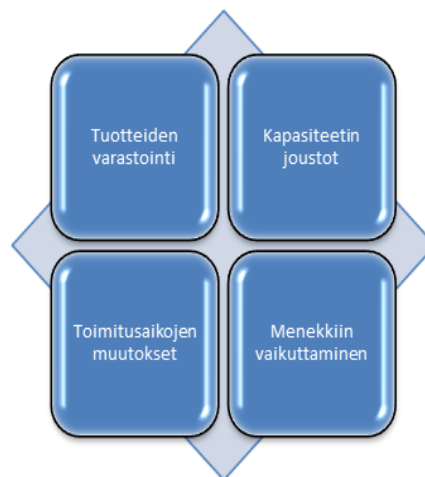 Tuotteiden
varastointi
Kapasiteetin
joustot
Toimitusaikojen
muutokset
Menekkiin
vaikuttaminen